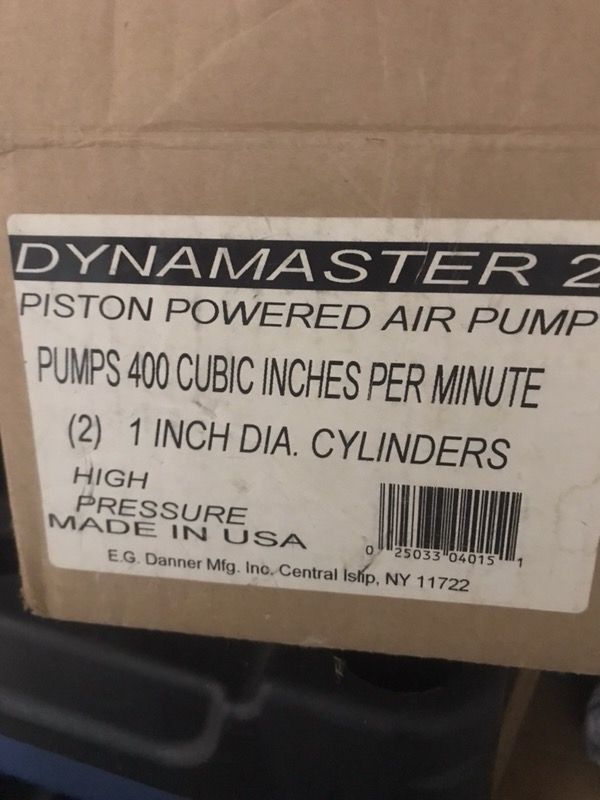 DYNAMASTER 2
PISTON POWERED AIR PUMP
PUMPS 400 CUBIC INCHES PER MINUTE
(2) 1 INCH DIA. CYLINDERS
HIGH
PRESSURE
MADE IN USA
0 25033 04015 1
E.G. Danner Mfg. Inc. Central Islip, NY 11722